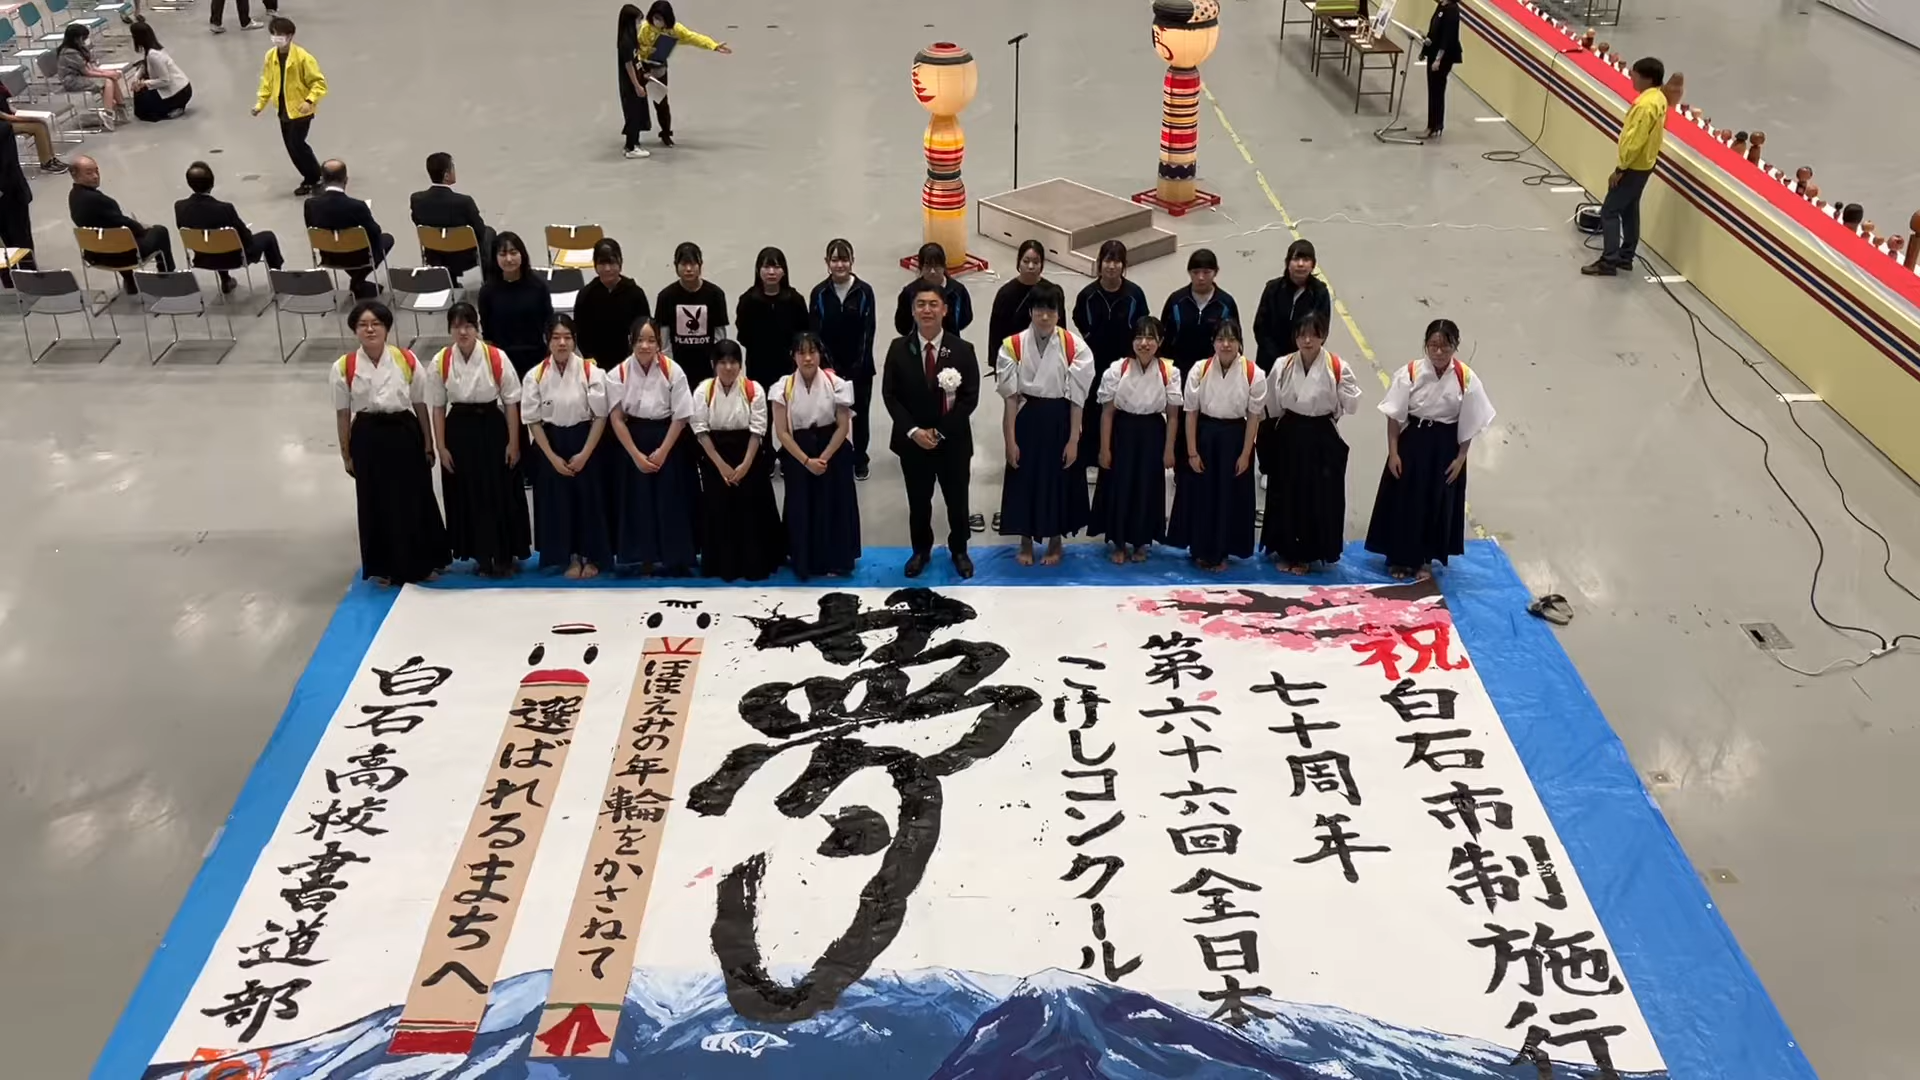 祝
白石市制施行
七十周年
第六十六回全日本
こけしコンクール
夢
ほほえみの年輪をかさねて
選ばれるまちへ
白石高校書道部
PLAYBOY